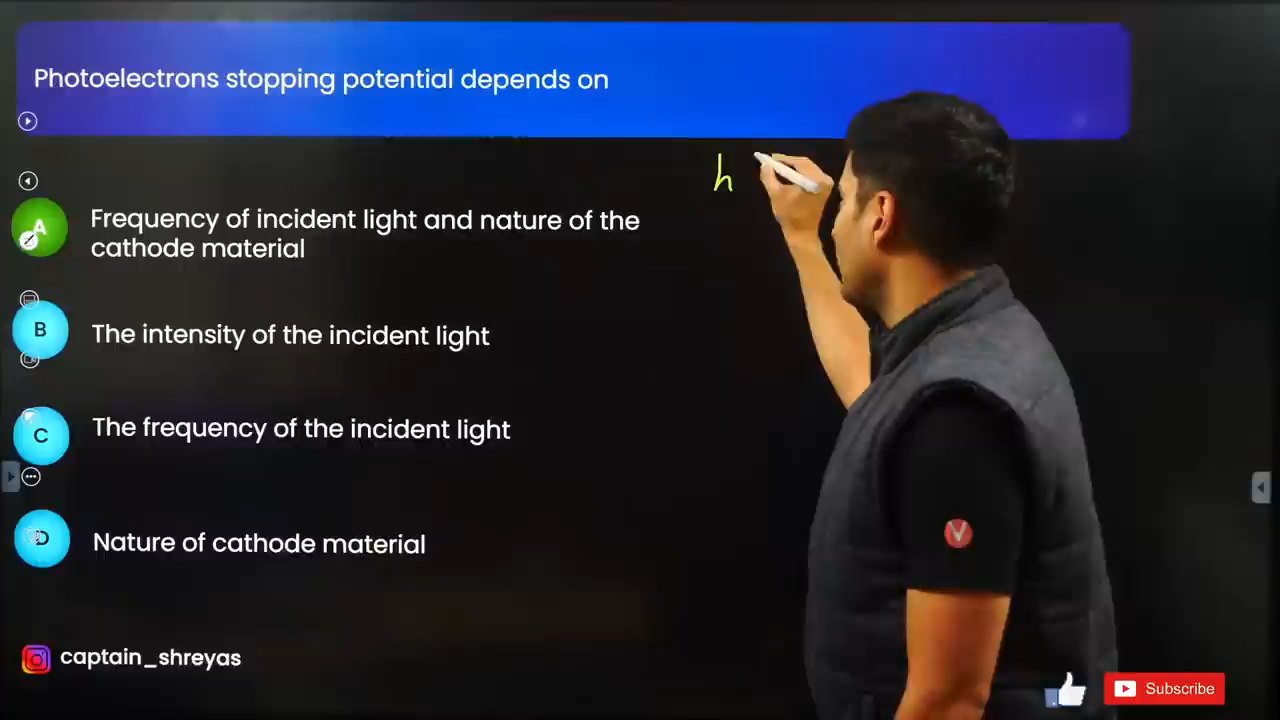 Photoelectrons stopping potential depends on
h
A
Frequency of incident light and nature of the
cathode material
B
The intensity of the incident light
C
The frequency of the incident light
D
Nature of cathode material
V
captain_shreyas
Subscribe